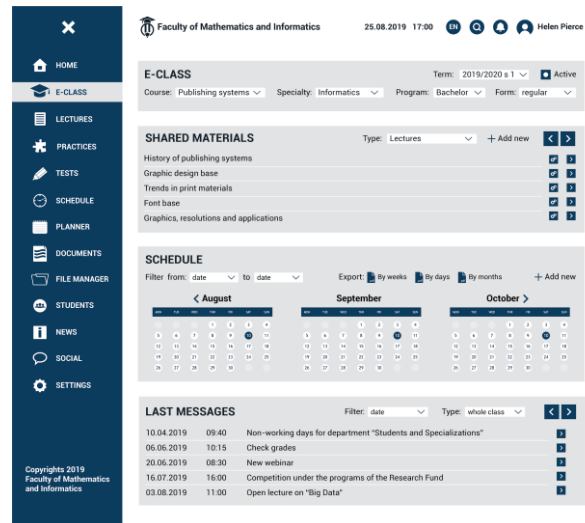 Faculty of Mathematics and Informatics 25.08.2019 17:00 EN Helen Pierce
HOME
E-CLASS
LECTURES
PRACTICES
TESTS
SCHEDULE
PLANNER
DOCUMENTS
FILE MANAGER
STUDENTS
NEWS
SOCIAL
SETTINGS
Copyrights 2019
Faculty of Mathematics
and Informatics
E-CLASS Term: 2019/2020 s 1 Active
Course: Publishing systems Specialty: Informatics Program: Bachelor Form: regular
SHARED MATERIALS Type: Lectures + Add new
History of publishing systems
Graphic design base
Trends in print materials
Font base
Graphics, resolutions and applications
SCHEDULE
Filter from: date to date Export: By weeks By days By months + Add new
August September October
LAST MESSAGES Filter: date Type: whole class
10.04.2019 09:40 Non-working days for department "Students and Specializations"
06.06.2019 10:15 Check grades
20.06.2019 08:30 New webinar
16.07.2019 16:00 Competition under the programs of the Research Fund
03.08.2019 11:00 Open lecture on "Big Data"